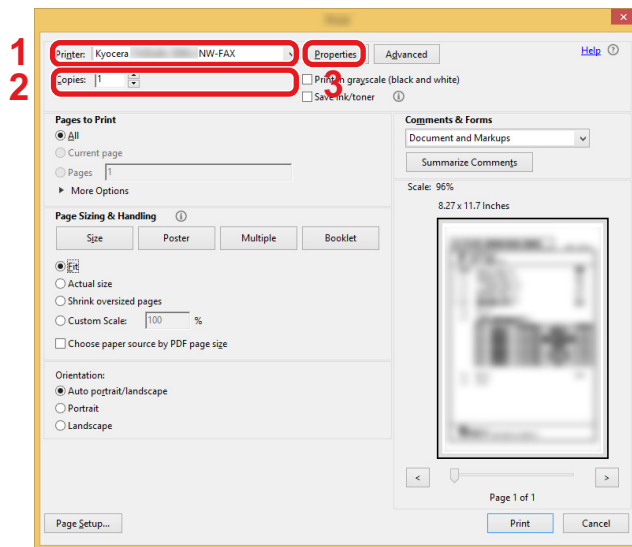 1
Printer: Kyocera NW-FAX Properties Advanced Help
2
Copies: 1
3
Print in grayscale (black and white)
Save ink/toner
Pages to Print
All
Current page
Pages 1
More Options
Comments & Forms
Document and Markups
Summarize Comments
Page Sizing & Handling
Size Poster Multiple Booklet
Fit
Actual size
Shrink oversized pages
Custom Scale: 100 %
Choose paper source by PDF page size
Orientation:
Auto portrait/landscape
Portrait
Landscape
Scale: 96%
8.27 x 11.7 Inches
< >
Page 1 of 1
Page Setup... Print Cancel